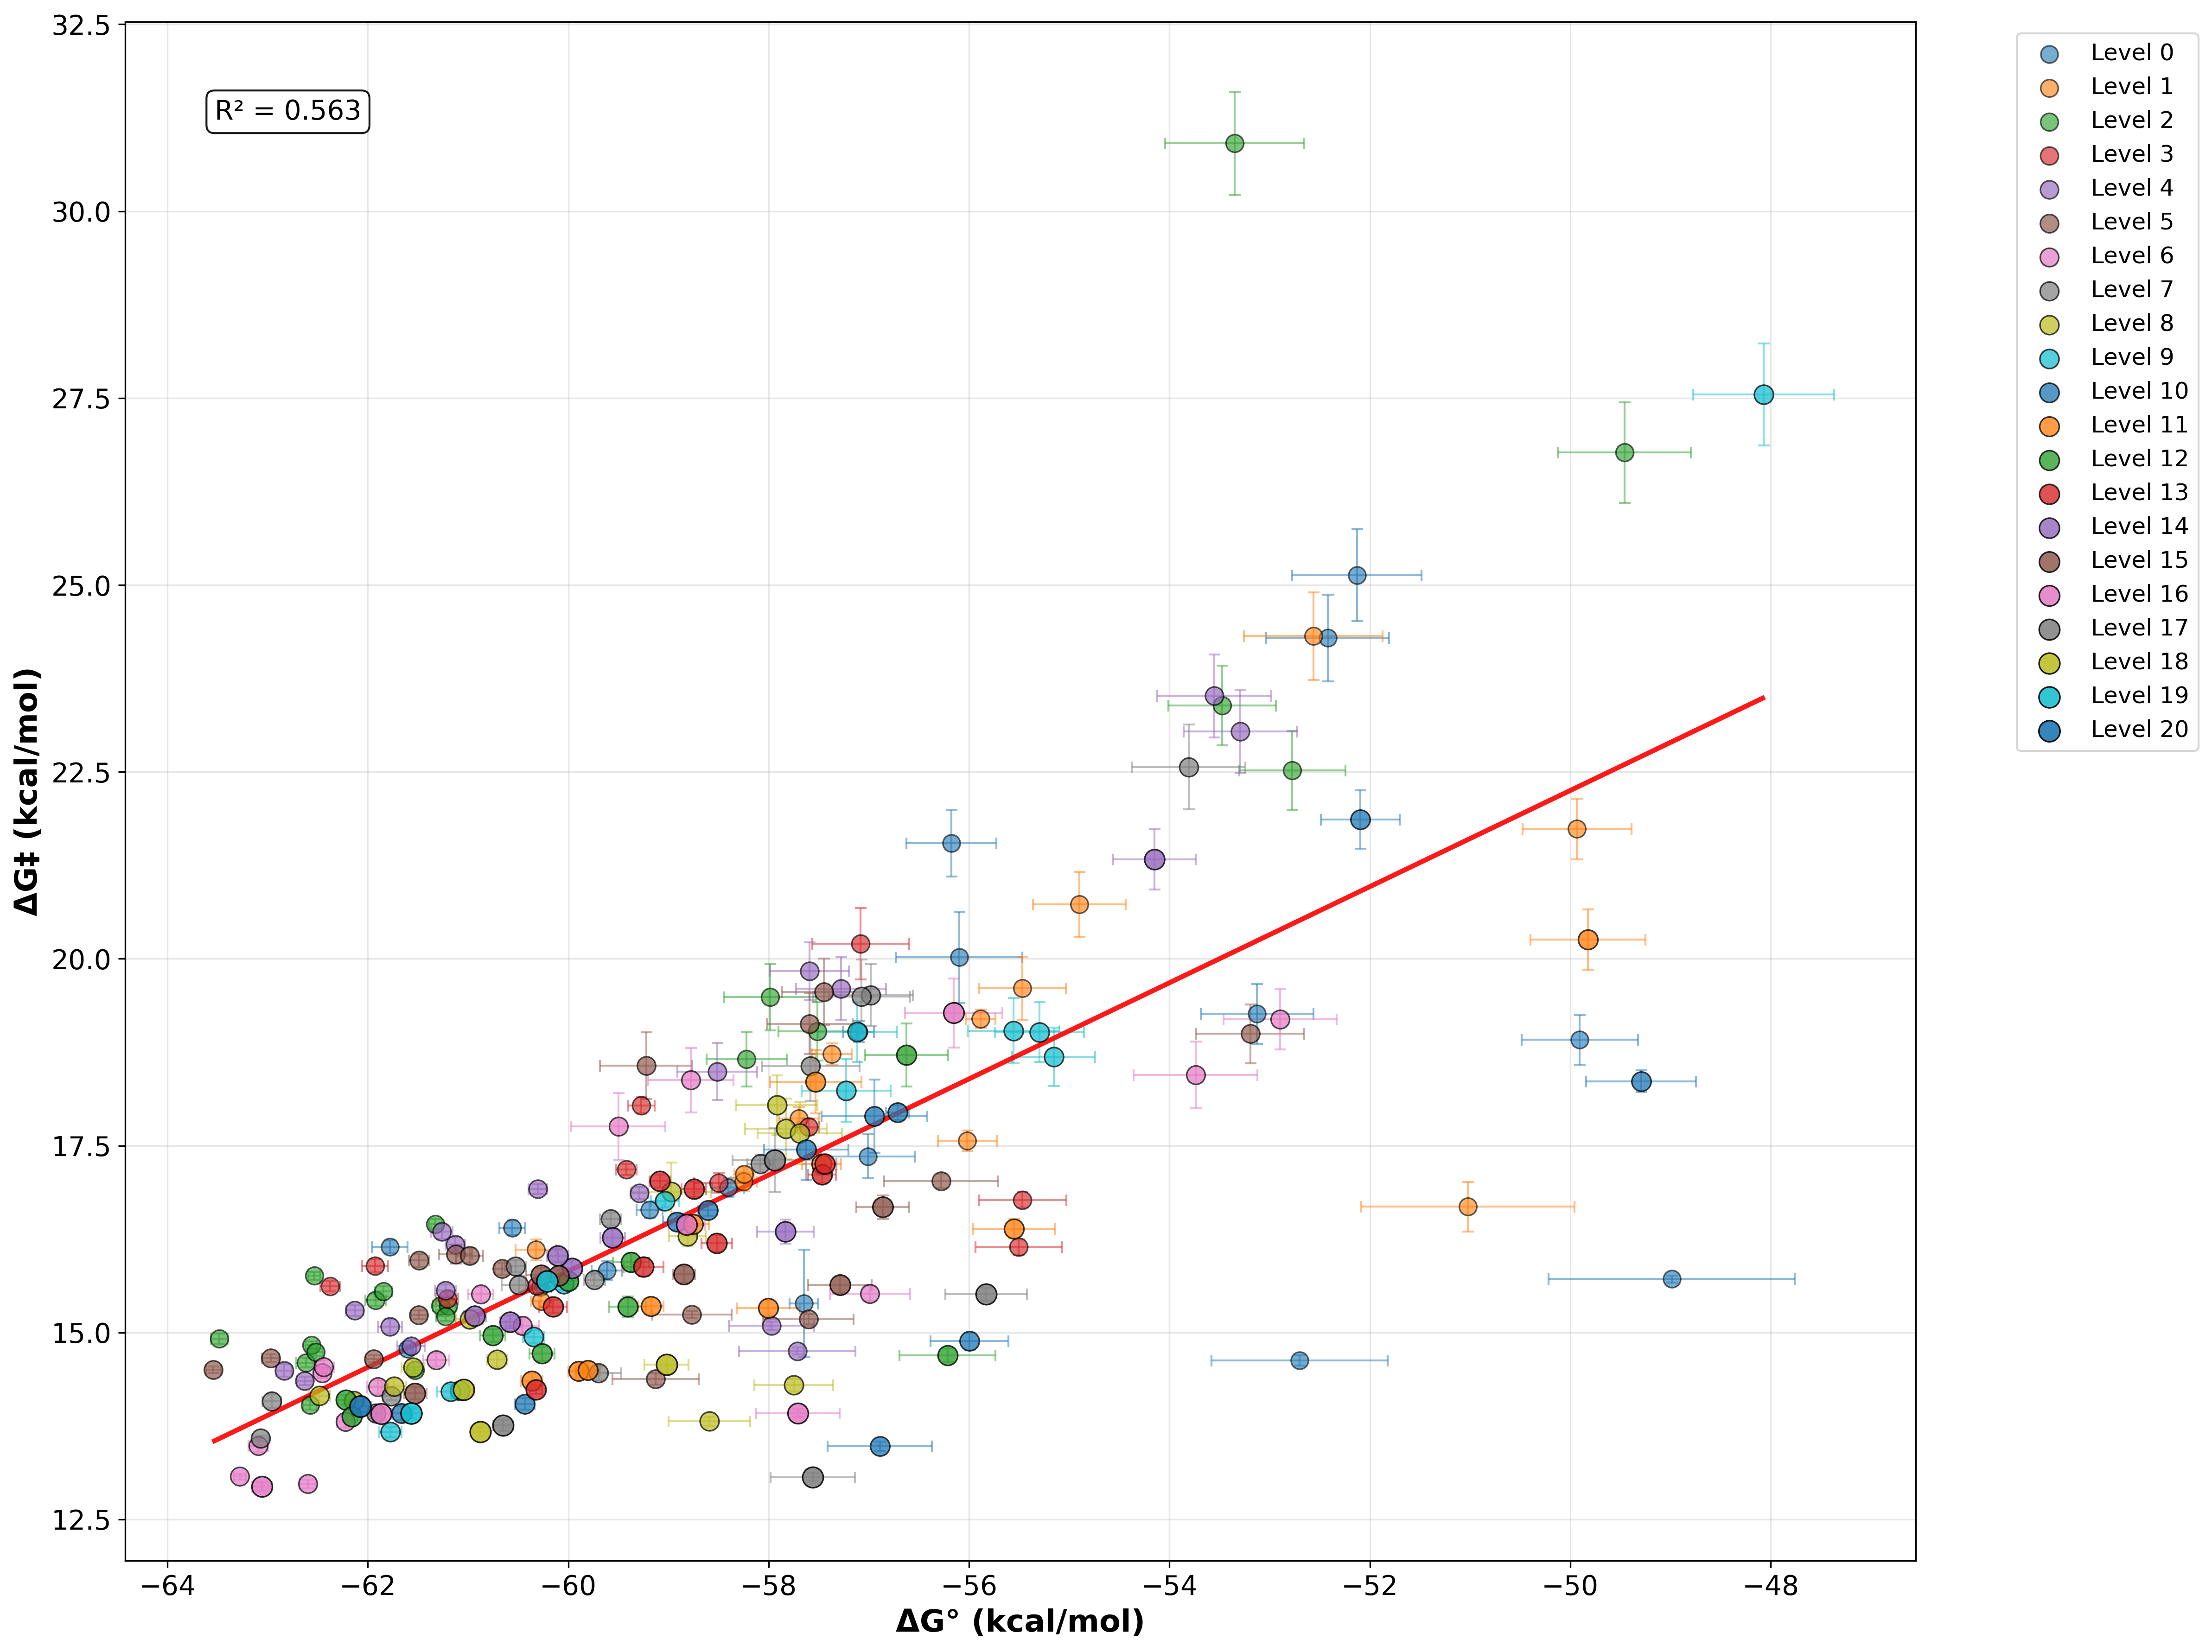 32.5
30.0
27.5
25.0
22.5
20.0
17.5
15.0
12.5
ΔG‡ (kcal/mol)
R² = 0.563
−64
−62
−60
−58
−56
−54
−52
−50
−48
ΔG° (kcal/mol)
Level 0
Level 1
Level 2
Level 3
Level 4
Level 5
Level 6
Level 7
Level 8
Level 9
Level 10
Level 11
Level 12
Level 13
Level 14
Level 15
Level 16
Level 17
Level 18
Level 19
Level 20